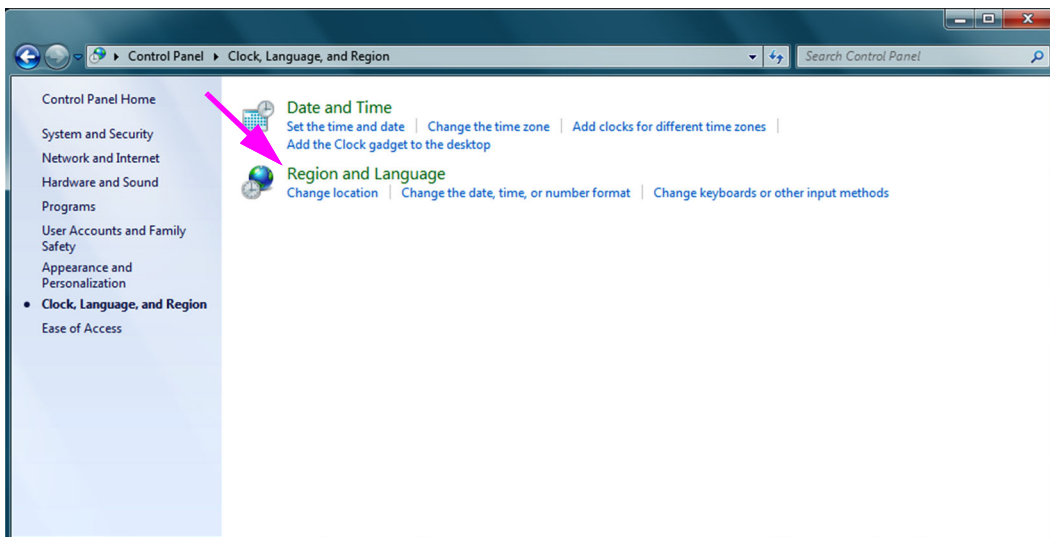 Control Panel ▸ Clock, Language, and Region
Search Control Panel
Control Panel Home
System and Security
Network and Internet
Hardware and Sound
Programs
User Accounts and Family
Safety
Appearance and
Personalization
• Clock, Language, and Region
Ease of Access
Date and Time
Set the time and date | Change the time zone | Add clocks for different time zones |
Add the Clock gadget to the desktop
Region and Language
Change location | Change the date, time, or number format | Change keyboards or other input methods